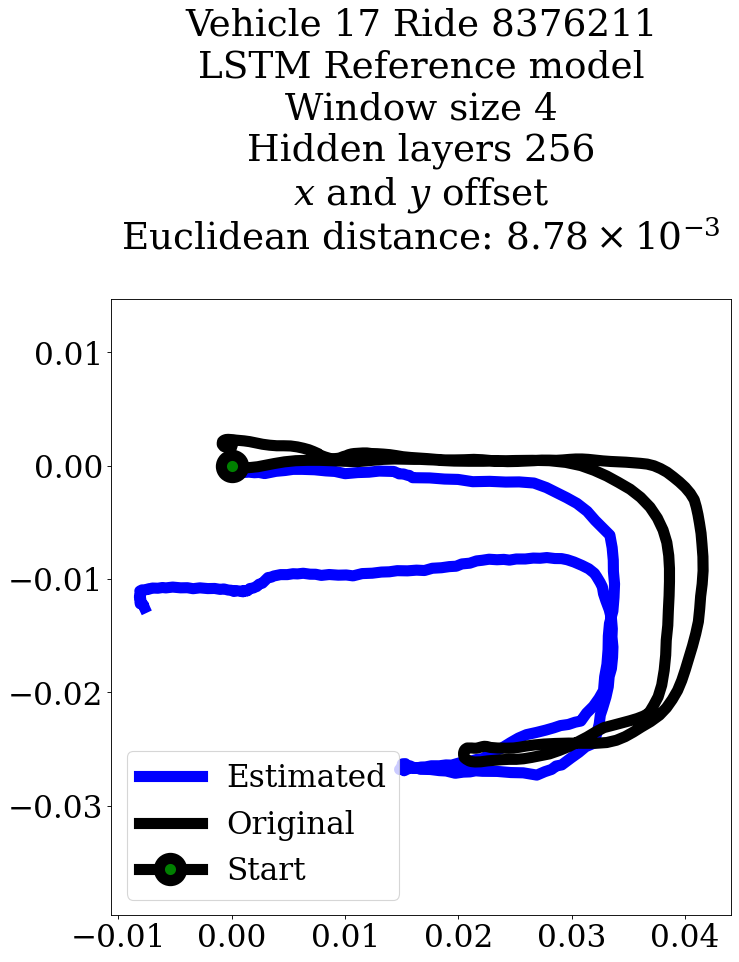 Vehicle 17 Ride 8376211
LSTM Reference model
Window size 4
Hidden layers 256
x and y offset
Euclidean distance: 8.78 × 10⁻³
0.01
0.00
−0.01
−0.02
−0.03
Estimated
Original
Start
−0.01 0.00 0.01 0.02 0.03 0.04